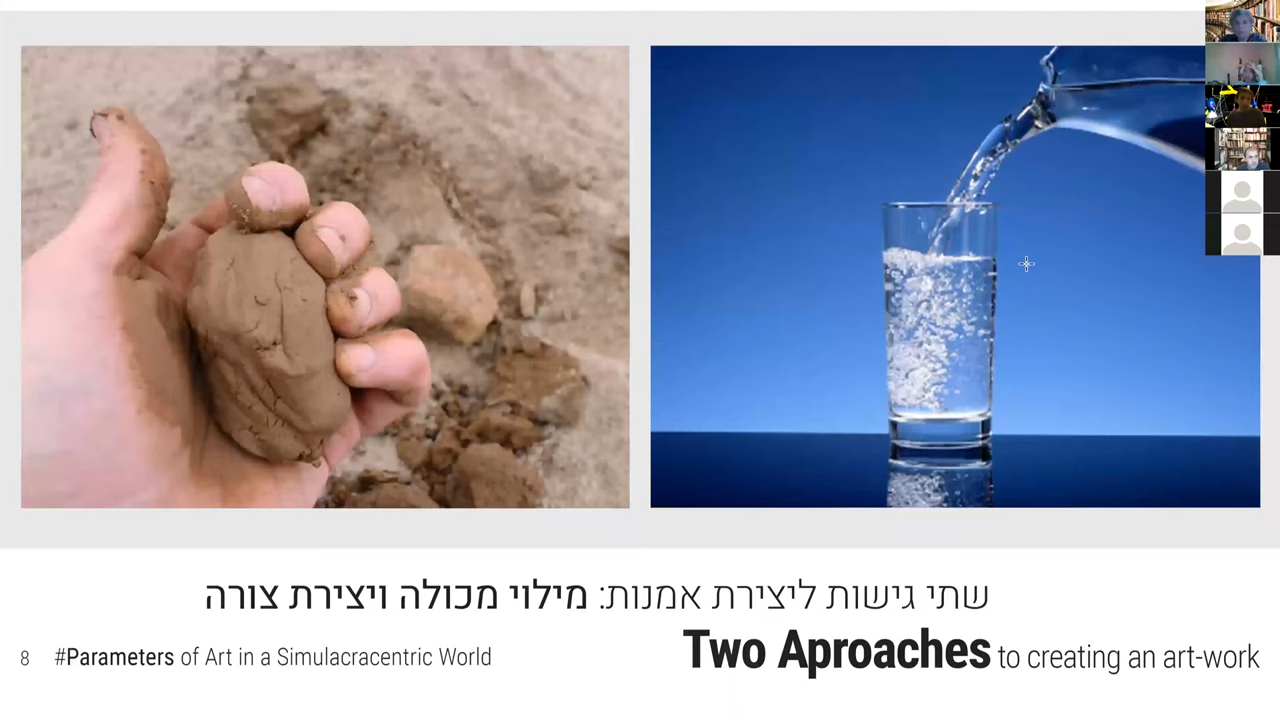 שתי גישות ליצירת אמנות: מילוי מכולה ויצירת צורה
Two Aproaches to creating an art-work
8 #Parameters of Art in a Simulacracentric World